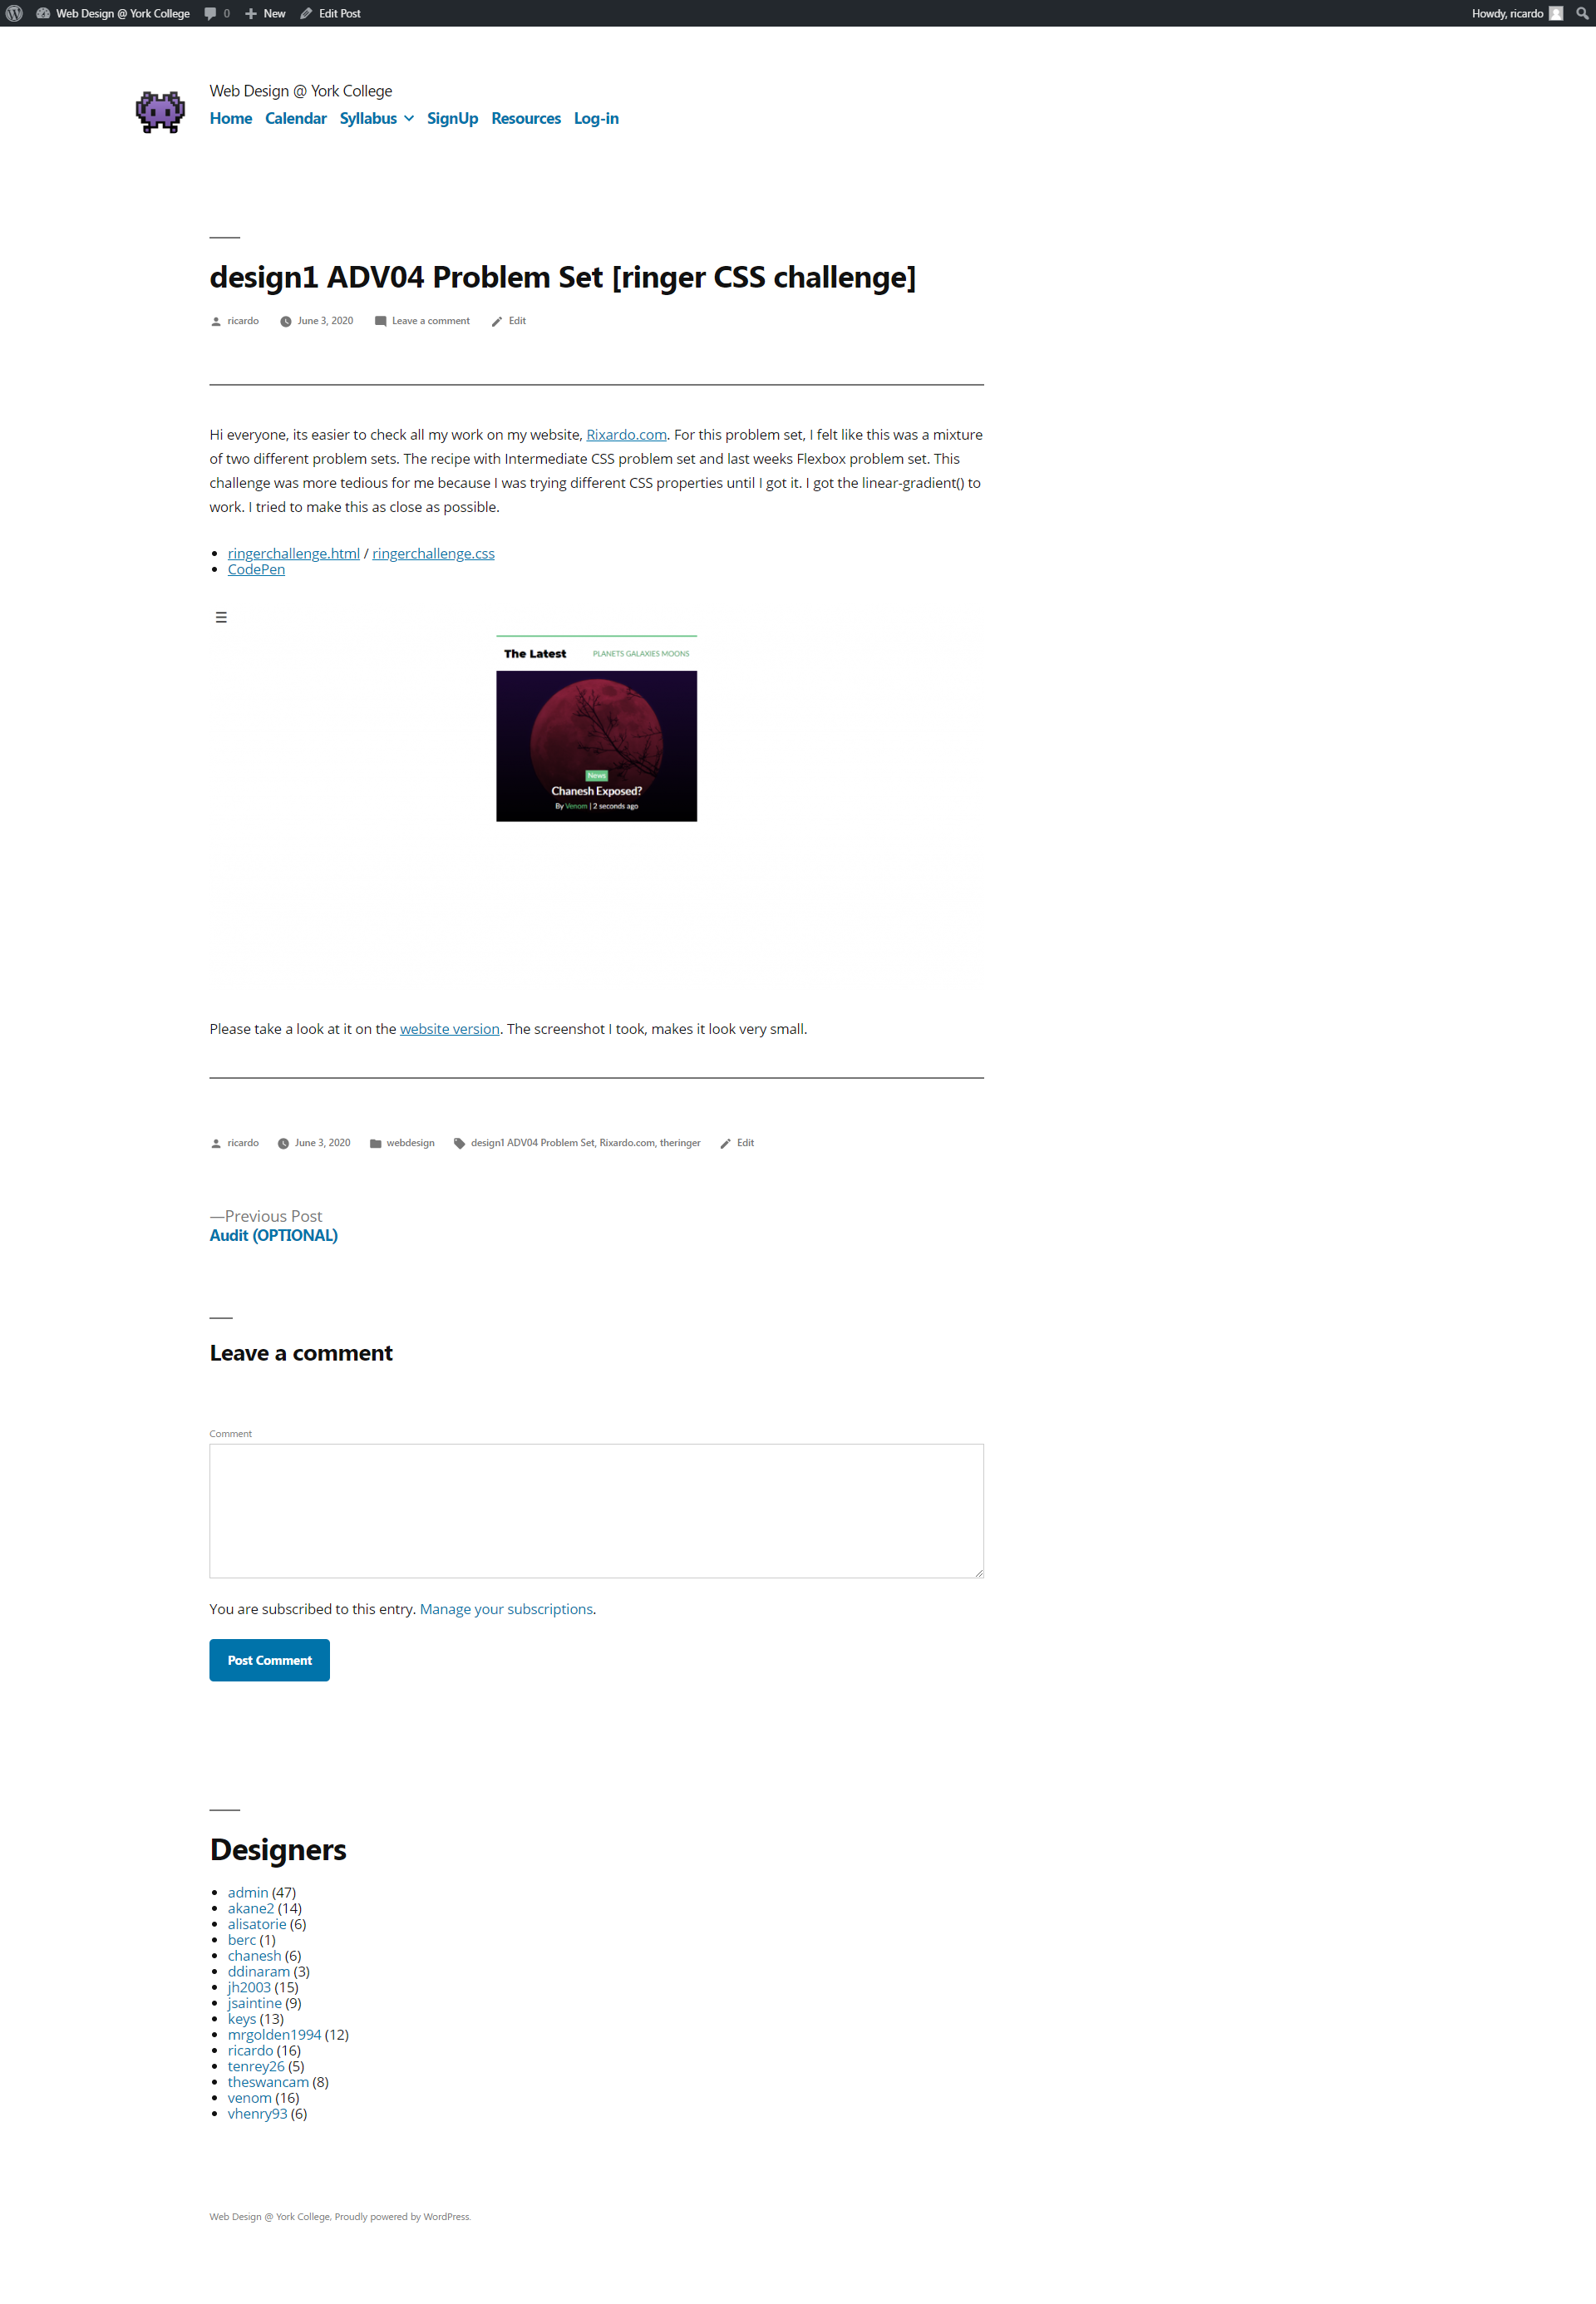 Web Design @ York College 0 New Edit Post Howdy, ricardo
Web Design @ York College
Home Calendar Syllabus SignUp Resources Log-in
design1 ADV04 Problem Set [ringer CSS challenge]
ricardo June 3, 2020 Leave a comment Edit
Hi everyone, its easier to check all my work on my website, Rixardo.com. For this problem set, I felt like this was a mixture
of two different problem sets. The recipe with Intermediate CSS problem set and last weeks Flexbox problem set. This
challenge was more tedious for me because I was trying different CSS properties until I got it. I got the linear-gradient() to
work. I tried to make this as close as possible.
ringerchallenge.html / ringerchallenge.css
CodePen
The Latest PLANETS GALAXIES MOONS
News
Chanesh Exposed?
By Venom | 2 seconds ago
Please take a look at it on the website version. The screenshot I took, makes it look very small.
ricardo June 3, 2020 webdesign design1 ADV04 Problem Set, Rixardo.com, theringer Edit
—Previous Post
Audit (OPTIONAL)
Leave a comment
Comment
You are subscribed to this entry. Manage your subscriptions.
Post Comment
Designers
admin (47)
akane2 (14)
alisatorie (6)
berc (1)
chanesh (6)
ddinaram (3)
jh2003 (15)
jsaintine (9)
keys (13)
mrgolden1994 (12)
ricardo (16)
tenrey26 (5)
theswancam (8)
venom (16)
vhenry93 (6)
Web Design @ York College, Proudly powered by WordPress.